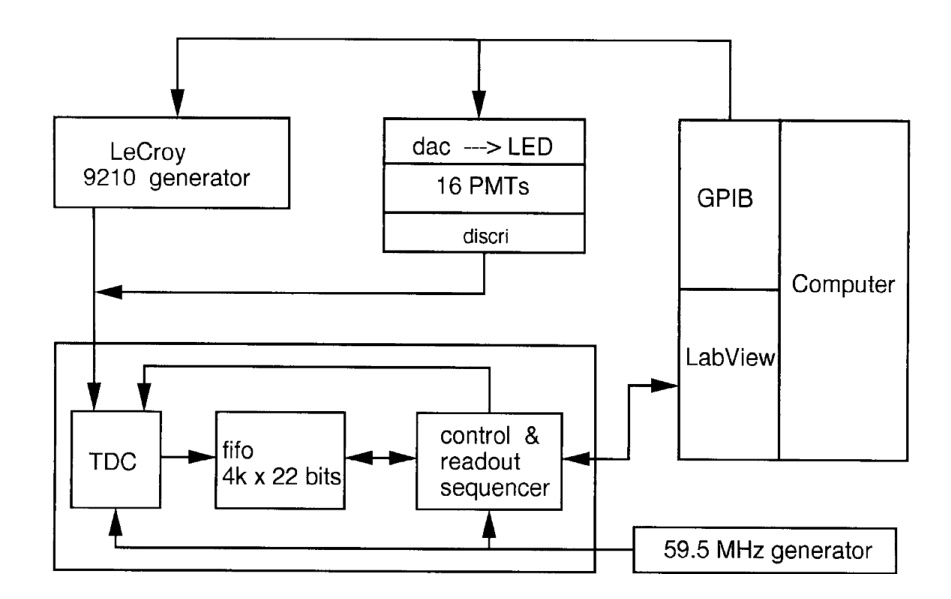 LeCroy
9210 generator
dac ---> LED
16 PMTs
discri
GPIB
Computer
LabView
TDC
fifo
4k x 22 bits
control &
readout
sequencer
59.5 MHz generator